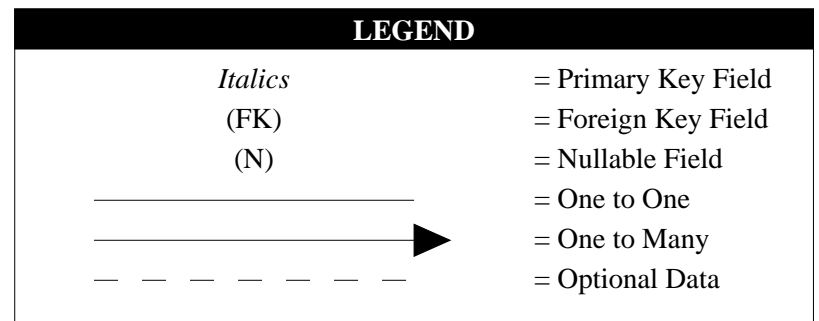 LEGEND
Italics = Primary Key Field
(FK) = Foreign Key Field
(N) = Nullable Field
= One to One
= One to Many
= Optional Data